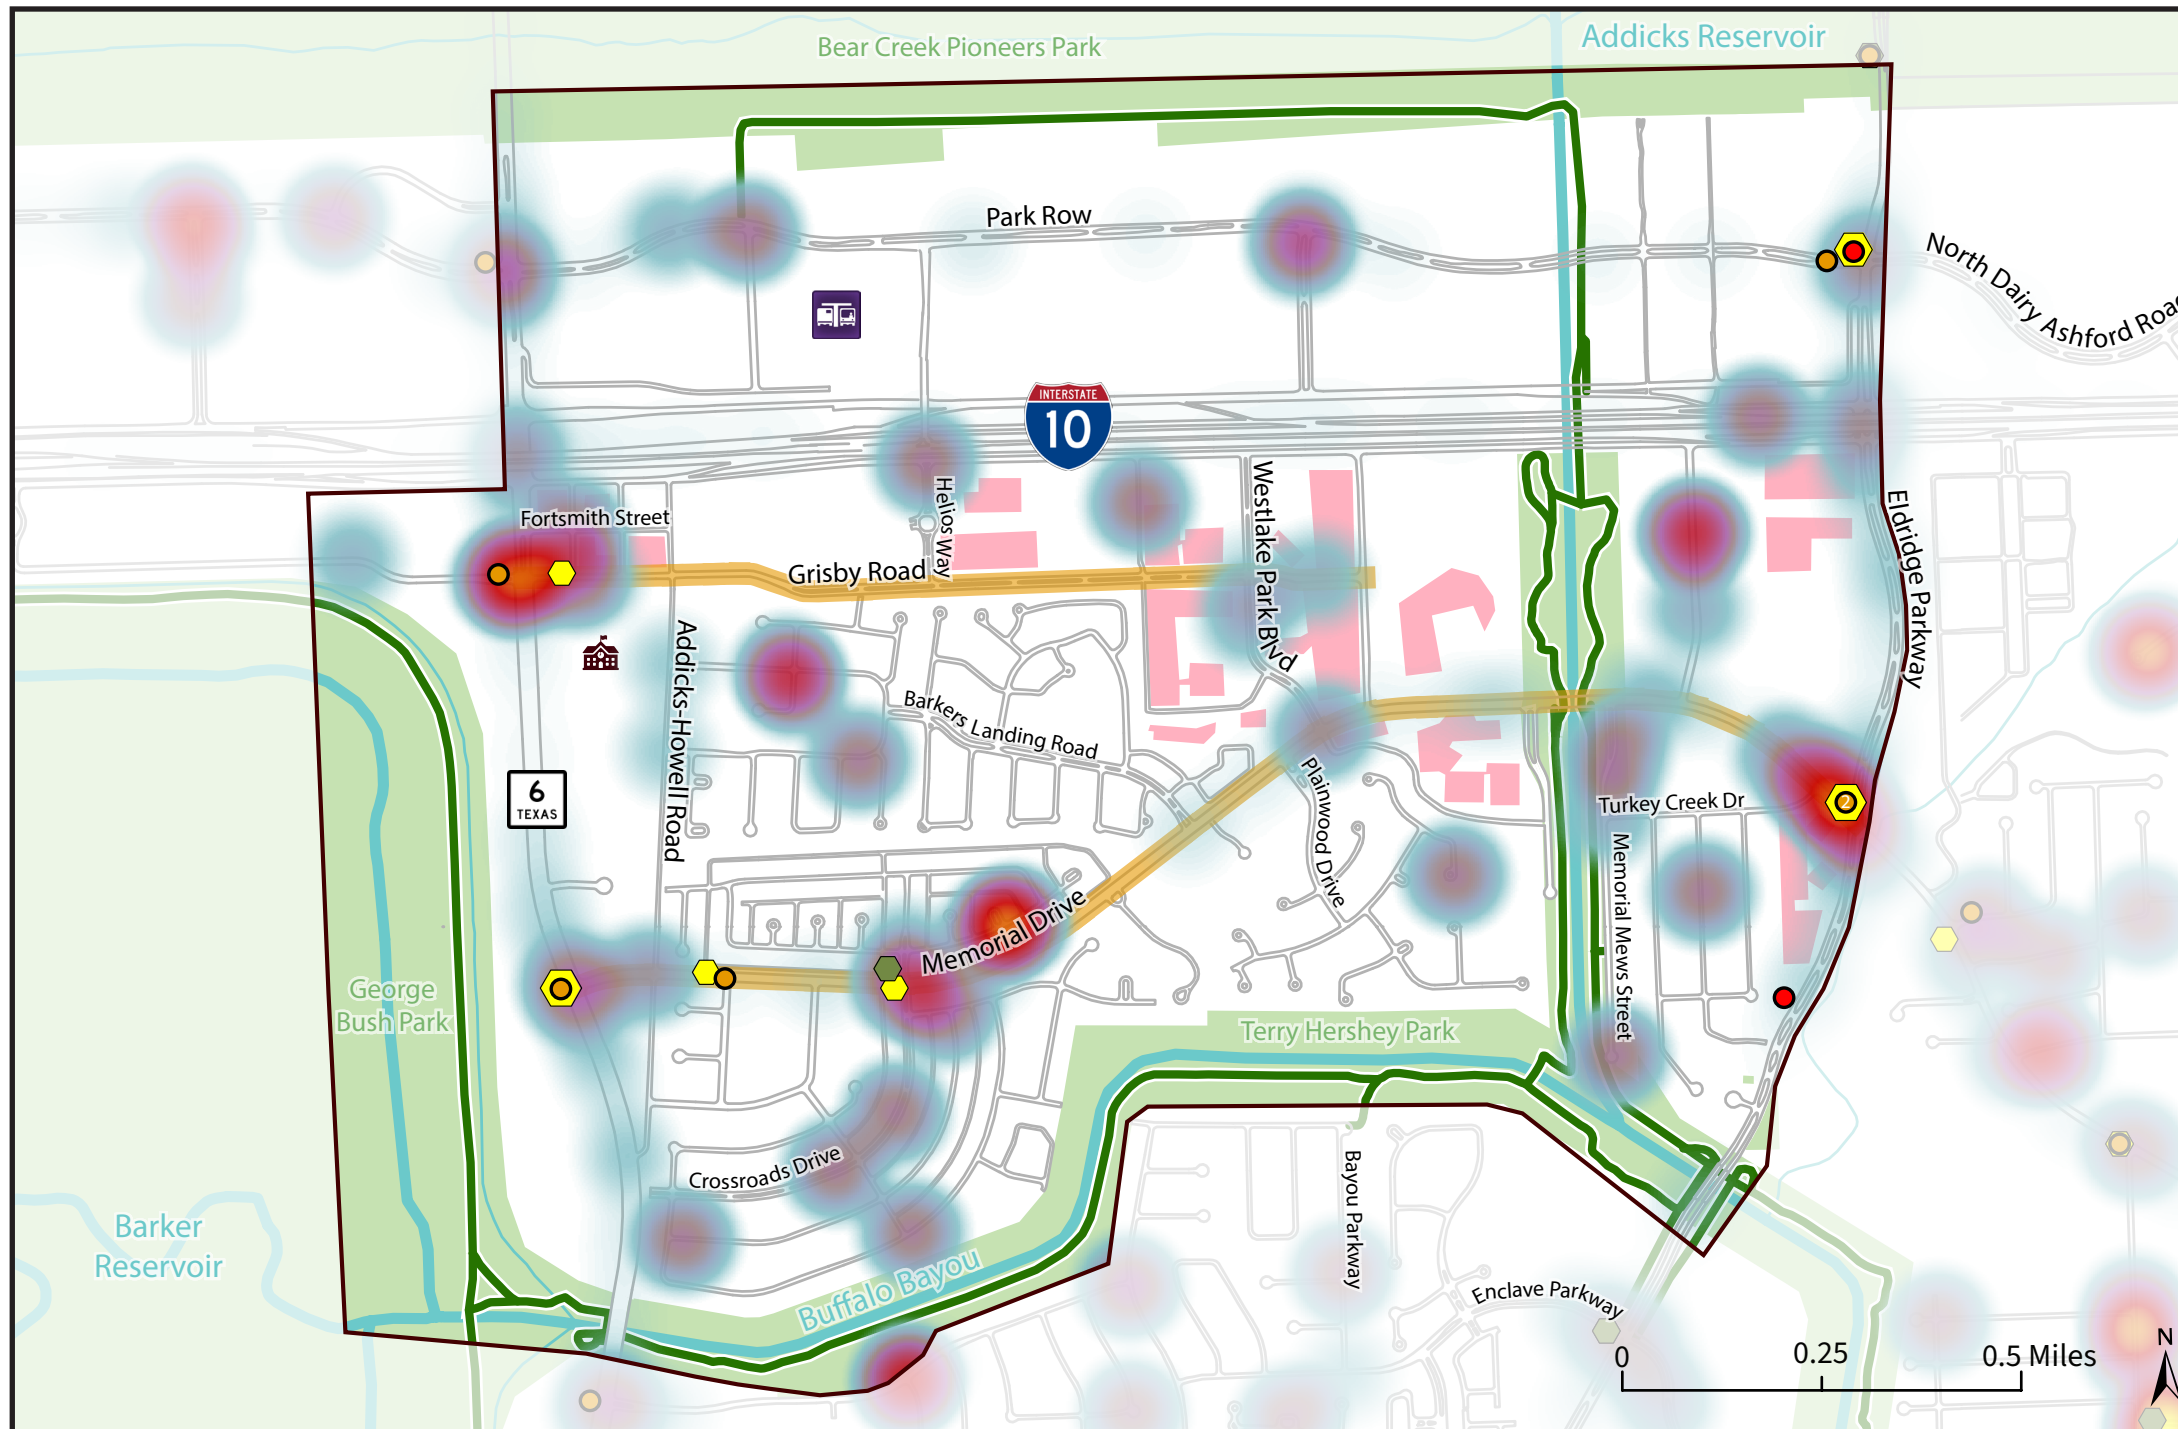 Bear Creek Pioneers Park
Addicks Reservoir
Park Row
North Dairy Ashford Roa
INTERSTATE
10
Fortsmith Street
Helios Way
Westlake Park Blvd
Eldridge Parkway
Grisby Road
Addicks-Howell Road
Barkers Landing Road
6
TEXAS
Plainwood Drive
Turkey Creek Dr
2
Memorial Mews Street
Memorial Drive
George
Bush Park
Terry Hershey Park
Crossroads Drive
Bayou Parkway
Barker
Reservoir
Buffalo Bayou
Enclave Parkway
N
0
0.25
0.5 Miles